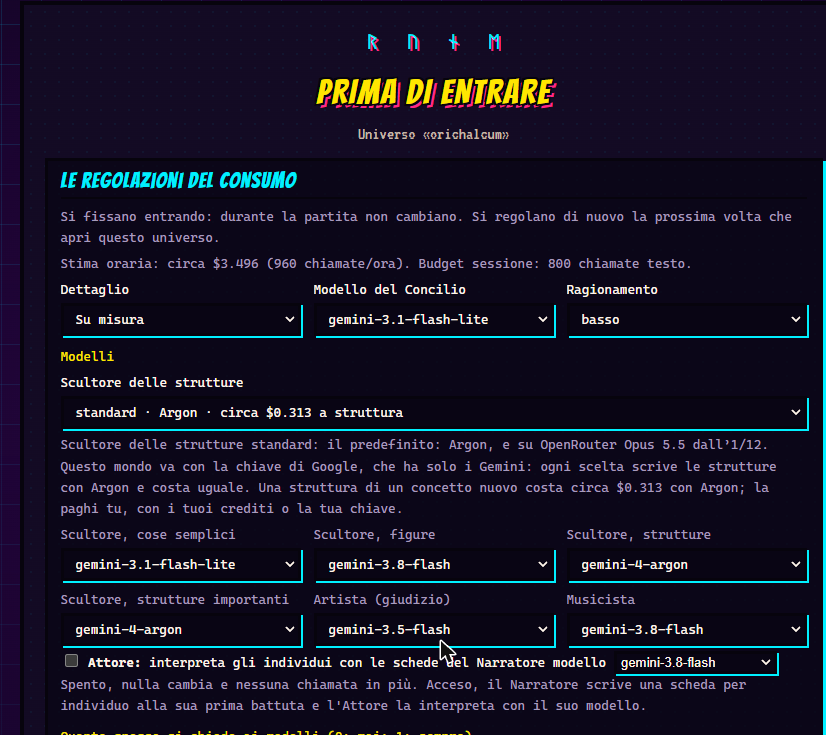 ᚱ ᚢ ᚾ ᛖ
PRIMA DI ENTRARE
Universo «orichalcum»
LE REGOLAZIONI DEL CONSUMO
Si fissano entrando: durante la partita non cambiano. Si regolano di nuovo la prossima volta che
apri questo universo.
Stima oraria: circa $3.496 (960 chiamate/ora). Budget sessione: 800 chiamate testo.
Dettaglio Modello del Concilio Ragionamento
Su misura gemini-3.1-flash-lite basso
Modelli
Scultore delle strutture
standard · Argon · circa $0.313 a struttura
Scultore delle strutture standard: il predefinito: Argon, e su OpenRouter Opus 5.5 dall'1/12.
Questo mondo va con la chiave di Google, che ha solo i Gemini: ogni scelta scrive le strutture
con Argon e costa uguale. Una struttura di un concetto nuovo costa circa $0.313 con Argon; la
paghi tu, con i tuoi crediti o la tua chiave.
Scultore, cose semplici Scultore, figure Scultore, strutture
gemini-3.1-flash-lite gemini-3.8-flash gemini-4-argon
Scultore, strutture importanti Artista (giudizio) Musicista
gemini-4-argon gemini-3.5-flash gemini-3.8-flash
Attore: interpreta gli individui con le schede del Narratore modello gemini-3.8-flash
Spento, nulla cambia e nessuna chiamata in più. Acceso, il Narratore scrive una scheda per
individuo alla sua prima battuta e l'Attore la interpreta con il suo modello.